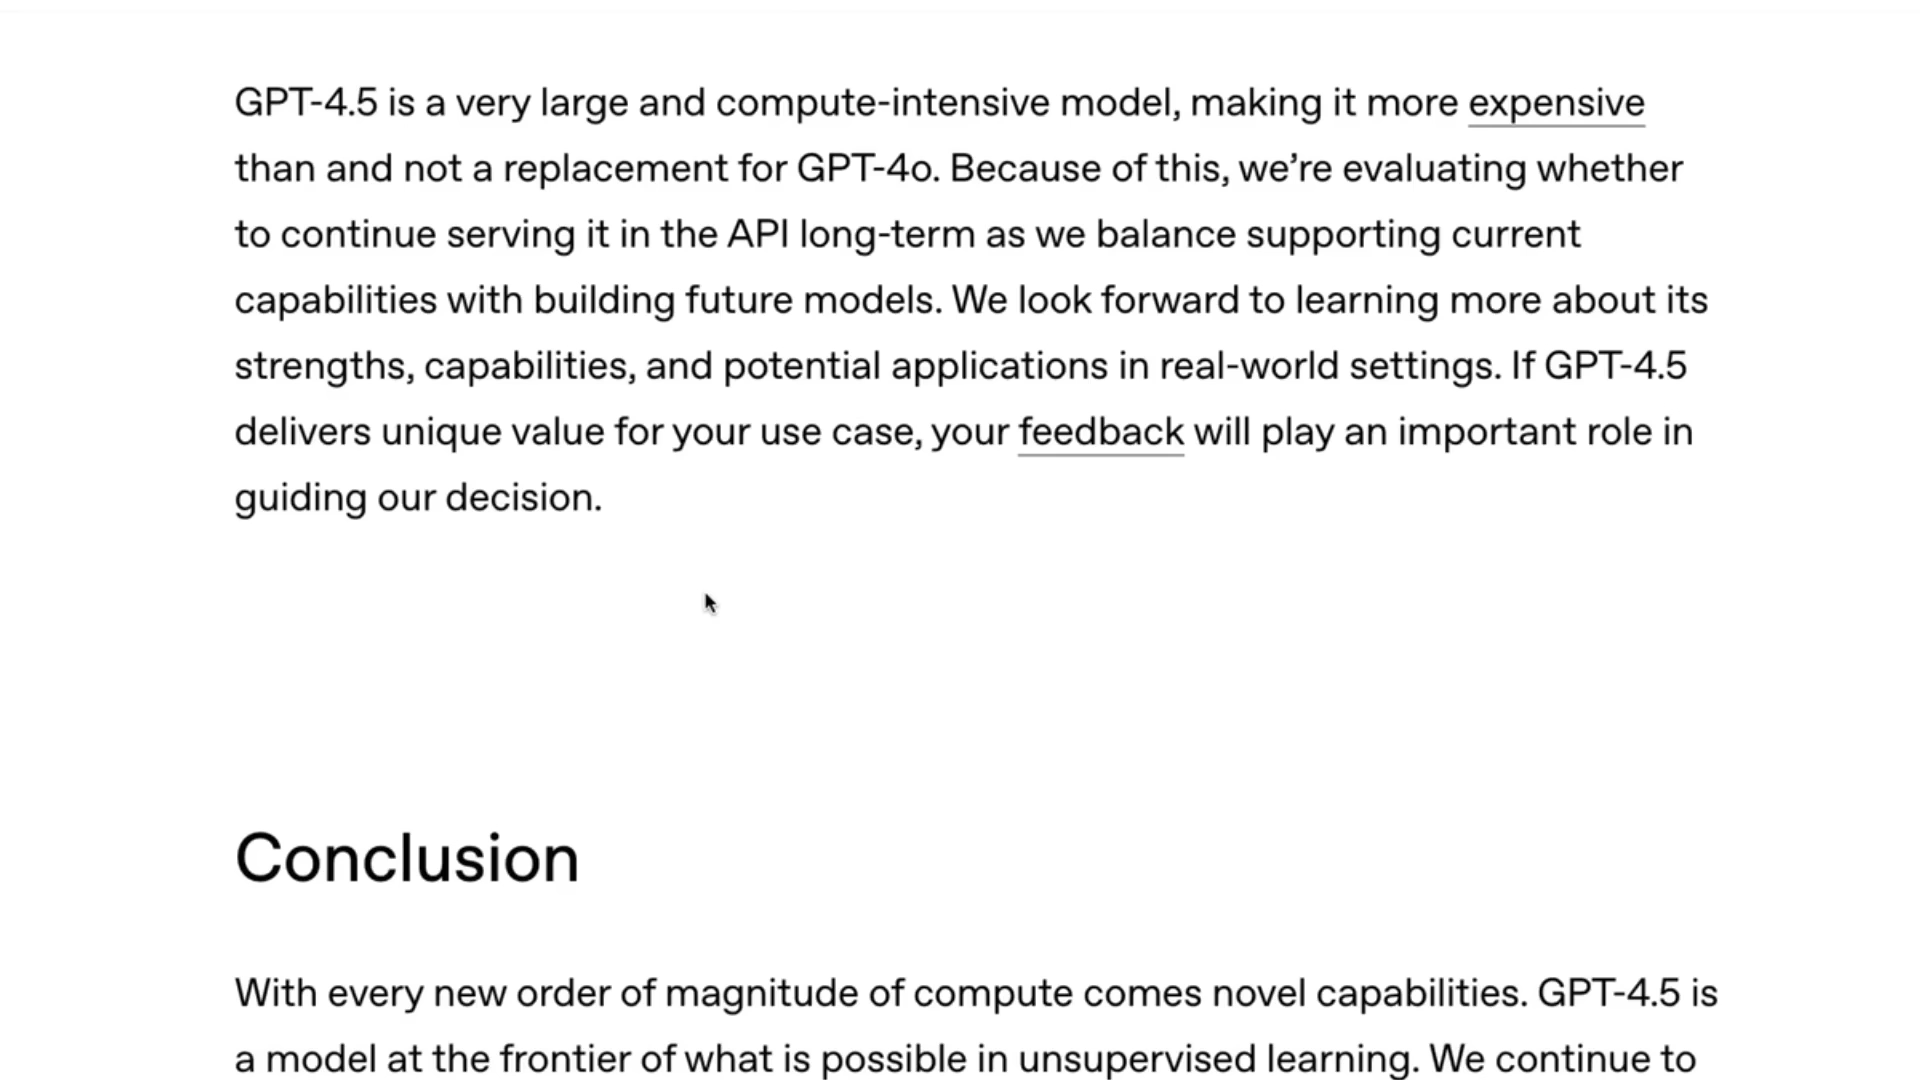 GPT-4.5 is a very large and compute-intensive model, making it more expensive
than and not a replacement for GPT-4o. Because of this, we’re evaluating whether
to continue serving it in the API long-term as we balance supporting current
capabilities with building future models. We look forward to learning more about its
strengths, capabilities, and potential applications in real-world settings. If GPT-4.5
delivers unique value for your use case, your feedback will play an important role in
guiding our decision.
Conclusion
With every new order of magnitude of compute comes novel capabilities. GPT-4.5 is
a model at the frontier of what is possible in unsupervised learning. We continue to